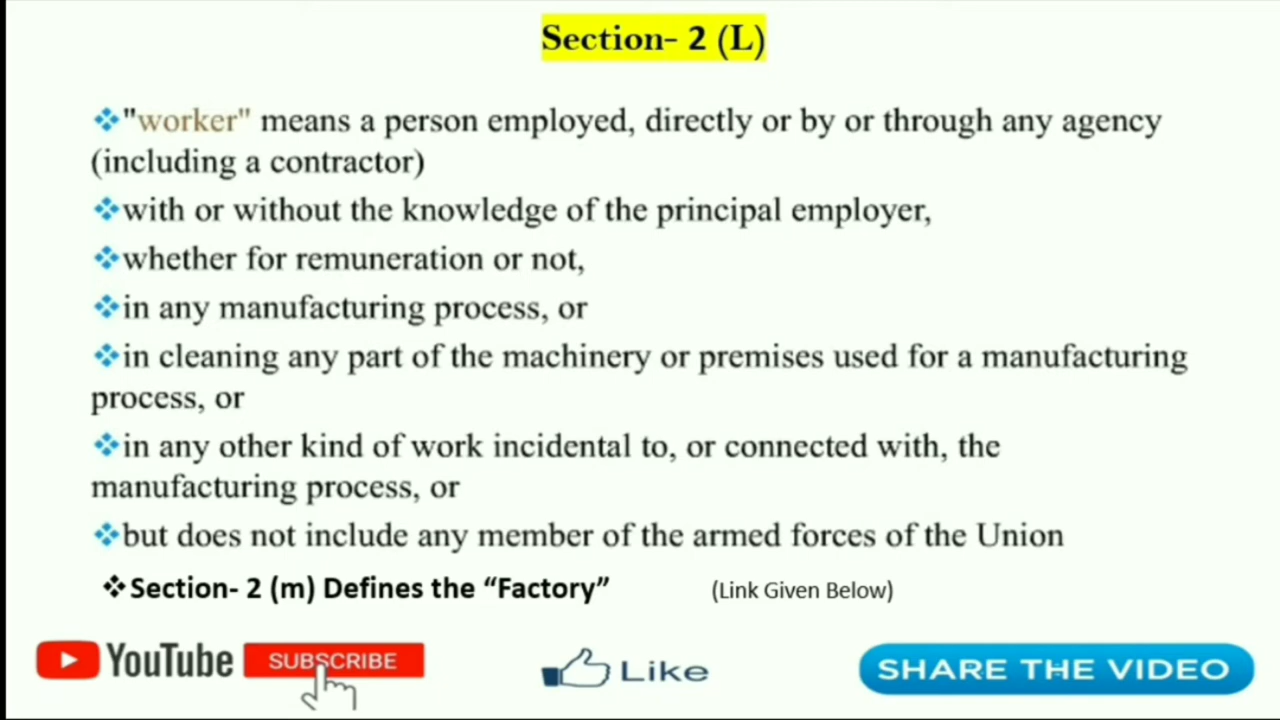 Section- 2 (L)
❖"worker" means a person employed, directly or by or through any agency
(including a contractor)
❖with or without the knowledge of the principal employer,
❖whether for remuneration or not,
❖in any manufacturing process, or
❖in cleaning any part of the machinery or premises used for a manufacturing
process, or
❖in any other kind of work incidental to, or connected with, the
manufacturing process, or
❖but does not include any member of the armed forces of the Union
❖Section- 2 (m) Defines the “Factory” (Link Given Below)
YouTube SUBSCRIBE Like SHARE THE VIDEO